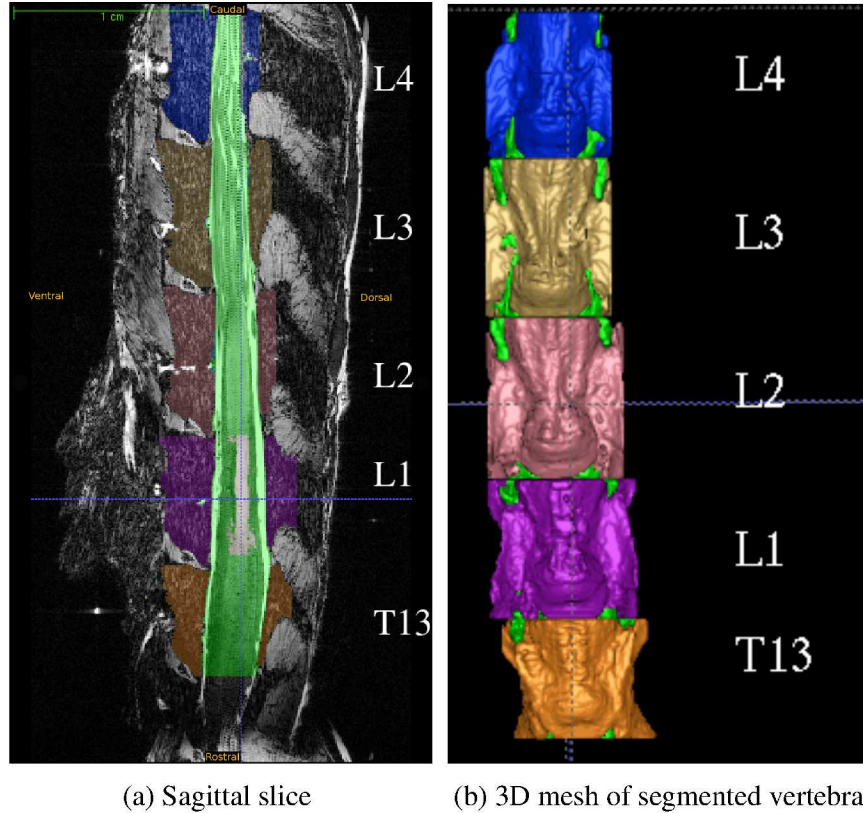 Caudal
1 cm
L4
L3
Ventral
Dorsal
L2
L1
T13
Rostral
L4
L3
L2
L1
T13
(a) Sagittal slice
(b) 3D mesh of segmented vertebra